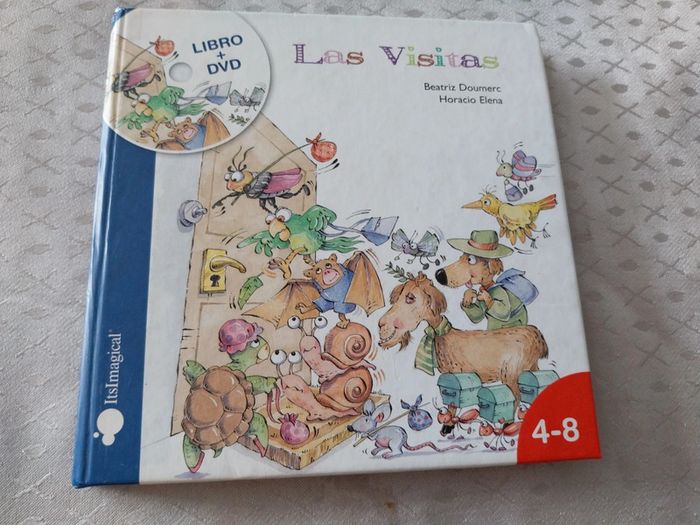 LIBRO
+
DVD
Las Visitas
Beatriz Doumerc
Horacio Elena
ItsImagical®
4-8